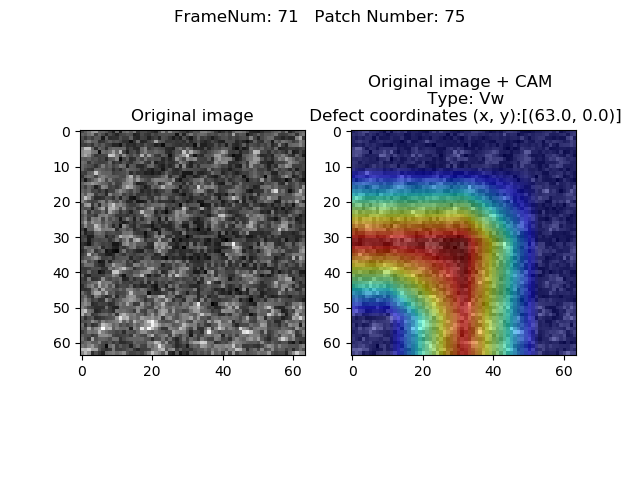 FrameNum: 71   Patch Number: 75
Original image
Original image + CAM
Type: Vw
Defect coordinates (x, y):[(63.0, 0.0)]
0
10
20
30
40
50
60
0 20 40 60
0
10
20
30
40
50
60
0 20 40 60